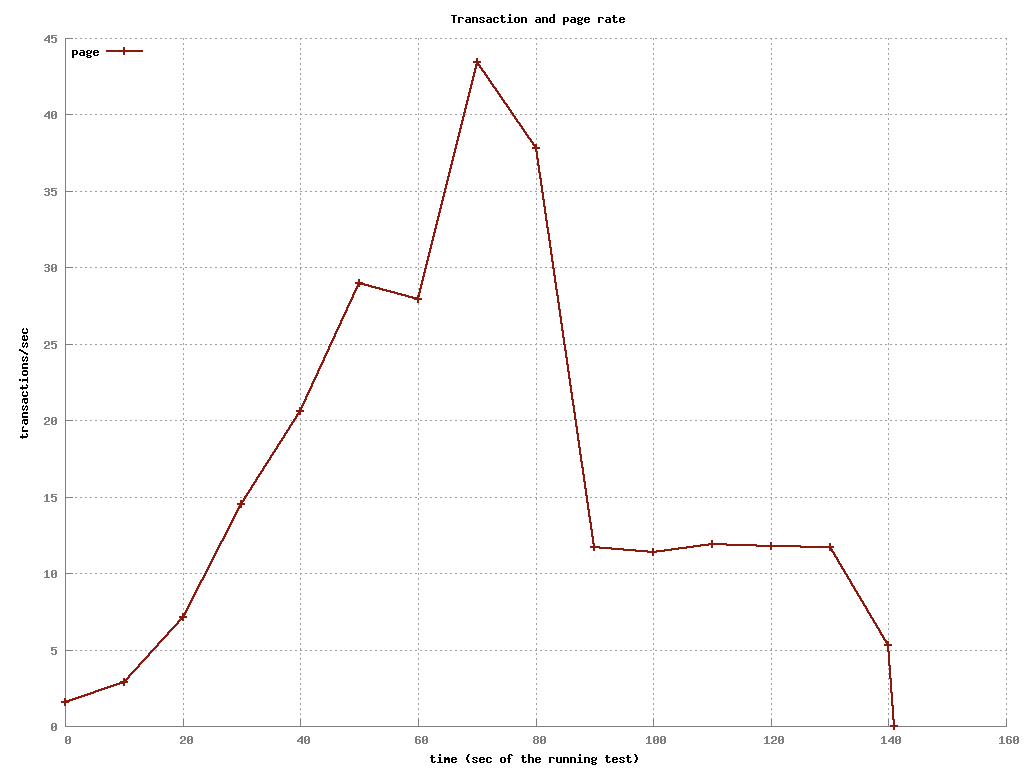 Transaction and page rate
page
45
40
35
30
25
20
15
10
5
0
transactions/sec
0 20 40 60 80 100 120 140 160
time (sec of the running test)